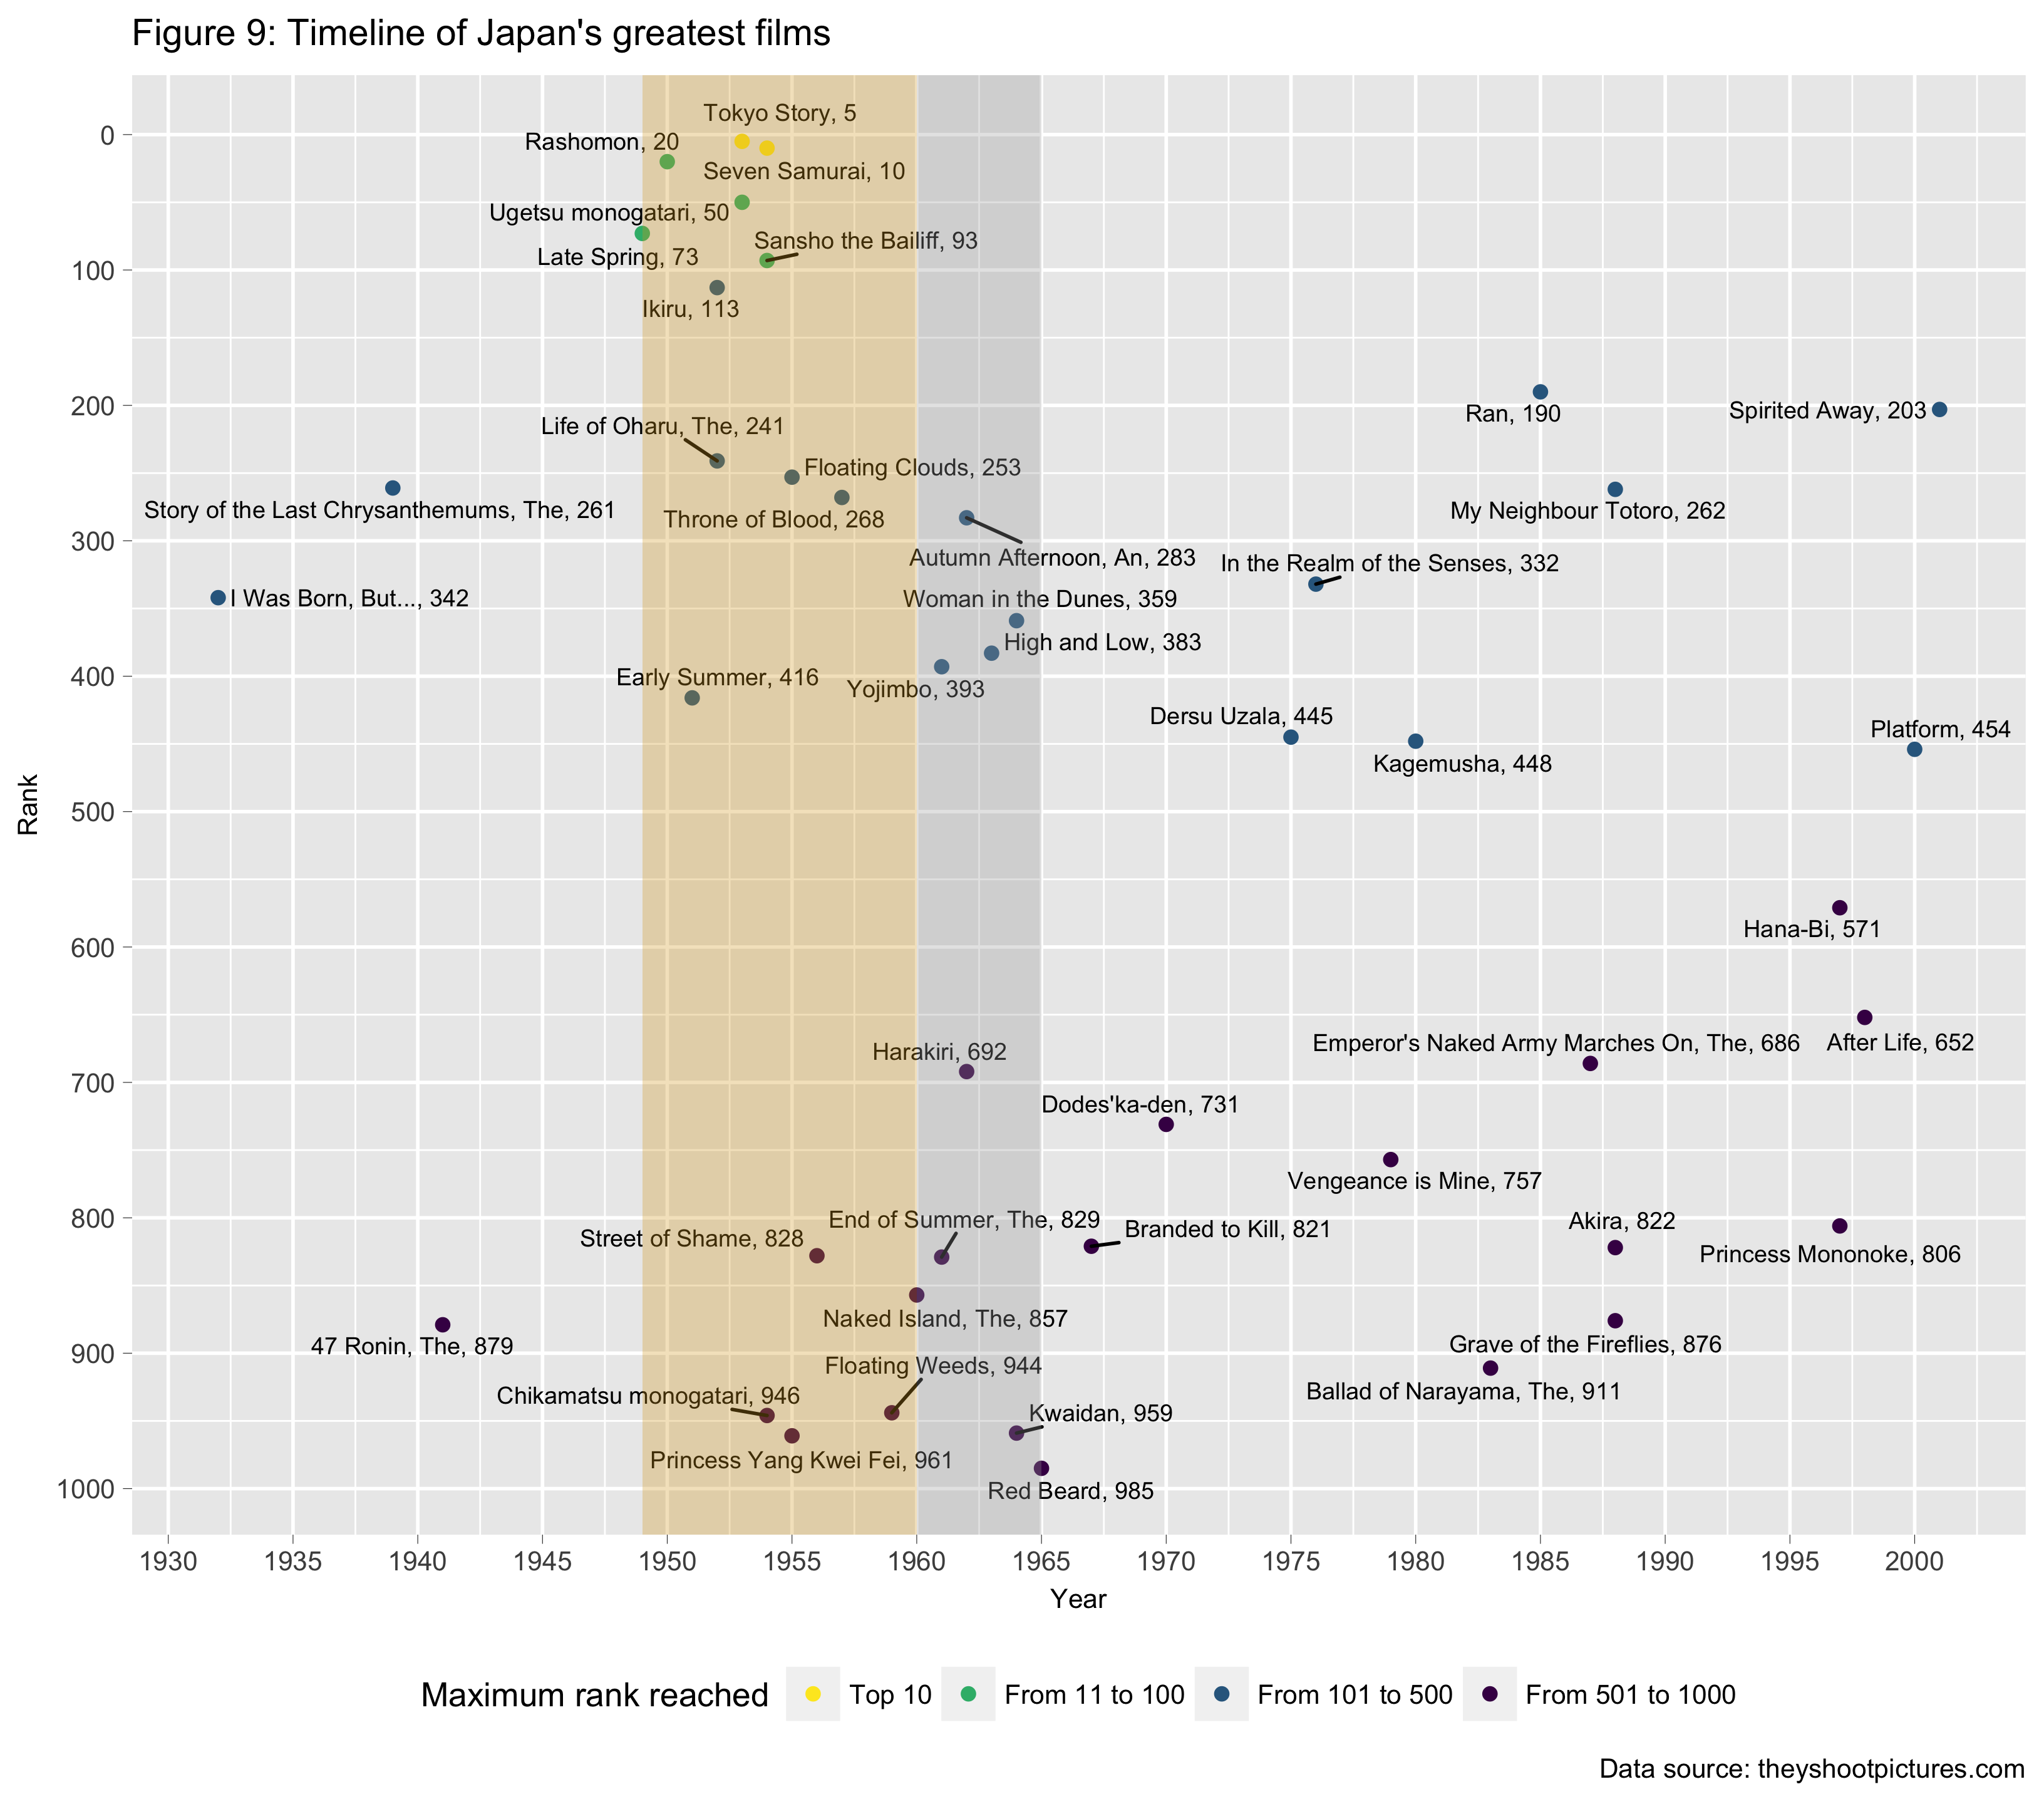 Figure 9: Timeline of Japan's greatest films
Tokyo Story, 5
0
Rashomon, 20
Seven Samurai, 10
Ugetsu monogatari, 50
Sansho the Bailiff, 93
Late Spring, 73
100
Ikiru, 113
200
Ran, 190
Spirited Away, 203
Life of Oharu, The, 241
Floating Clouds, 253
Story of the Last Chrysanthemums, The, 261
Throne of Blood, 268
My Neighbour Totoro, 262
300
Autumn Afternoon, An, 283
In the Realm of the Senses, 332
I Was Born, But..., 342
Woman in the Dunes, 359
High and Low, 383
400
Early Summer, 416
Yojimbo, 393
Dersu Uzala, 445
Platform, 454
Kagemusha, 448
Rank
500
600
Hana-Bi, 571
Harakiri, 692
Emperor's Naked Army Marches On, The, 686
After Life, 652
700
Dodes'ka-den, 731
Vengeance is Mine, 757
800
End of Summer, The, 829
Akira, 822
Street of Shame, 828
Branded to Kill, 821
Princess Mononoke, 806
Naked Island, The, 857
47 Ronin, The, 879
Grave of the Fireflies, 876
900
Floating Weeds, 944
Ballad of Narayama, The, 911
Chikamatsu monogatari, 946
Kwaidan, 959
Princess Yang Kwei Fei, 961
1000
Red Beard, 985
1930 1935 1940 1945 1950 1955 1960 1965 1970 1975 1980 1985 1990 1995 2000
Year
Maximum rank reached Top 10 From 11 to 100 From 101 to 500 From 501 to 1000
Data source: theyshootpictures.com